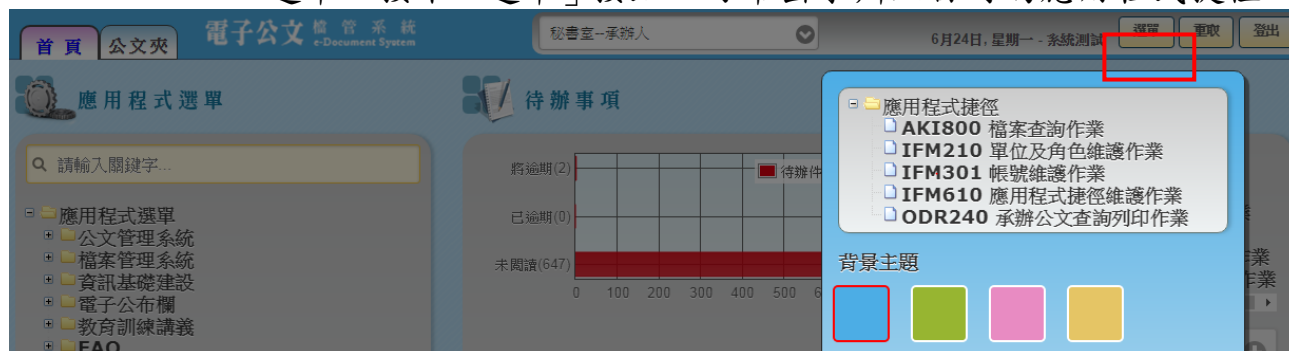 首頁
公文夾
電子公文 檔管系統
e-Document System
秘書室--承辦人
6月24日, 星期一 - 系統測試
選單
重取
登出
應用程式選單
請輸入關鍵字...
應用程式選單
公文管理系統
檔案管理系統
資訊基礎建設
電子公布欄
教育訓練講義
FAQ
待辦事項
將逾期(2)
已逾期(0)
未閱讀(647)
待辦件
0 100 200 300 400 500 6
應用程式捷徑
AKI800 檔案查詢作業
IFM210 單位及角色維護作業
IFM301 帳號維護作業
IFM610 應用程式捷徑維護作業
ODR240 承辦公文查詢列印作業
背景主題
作業